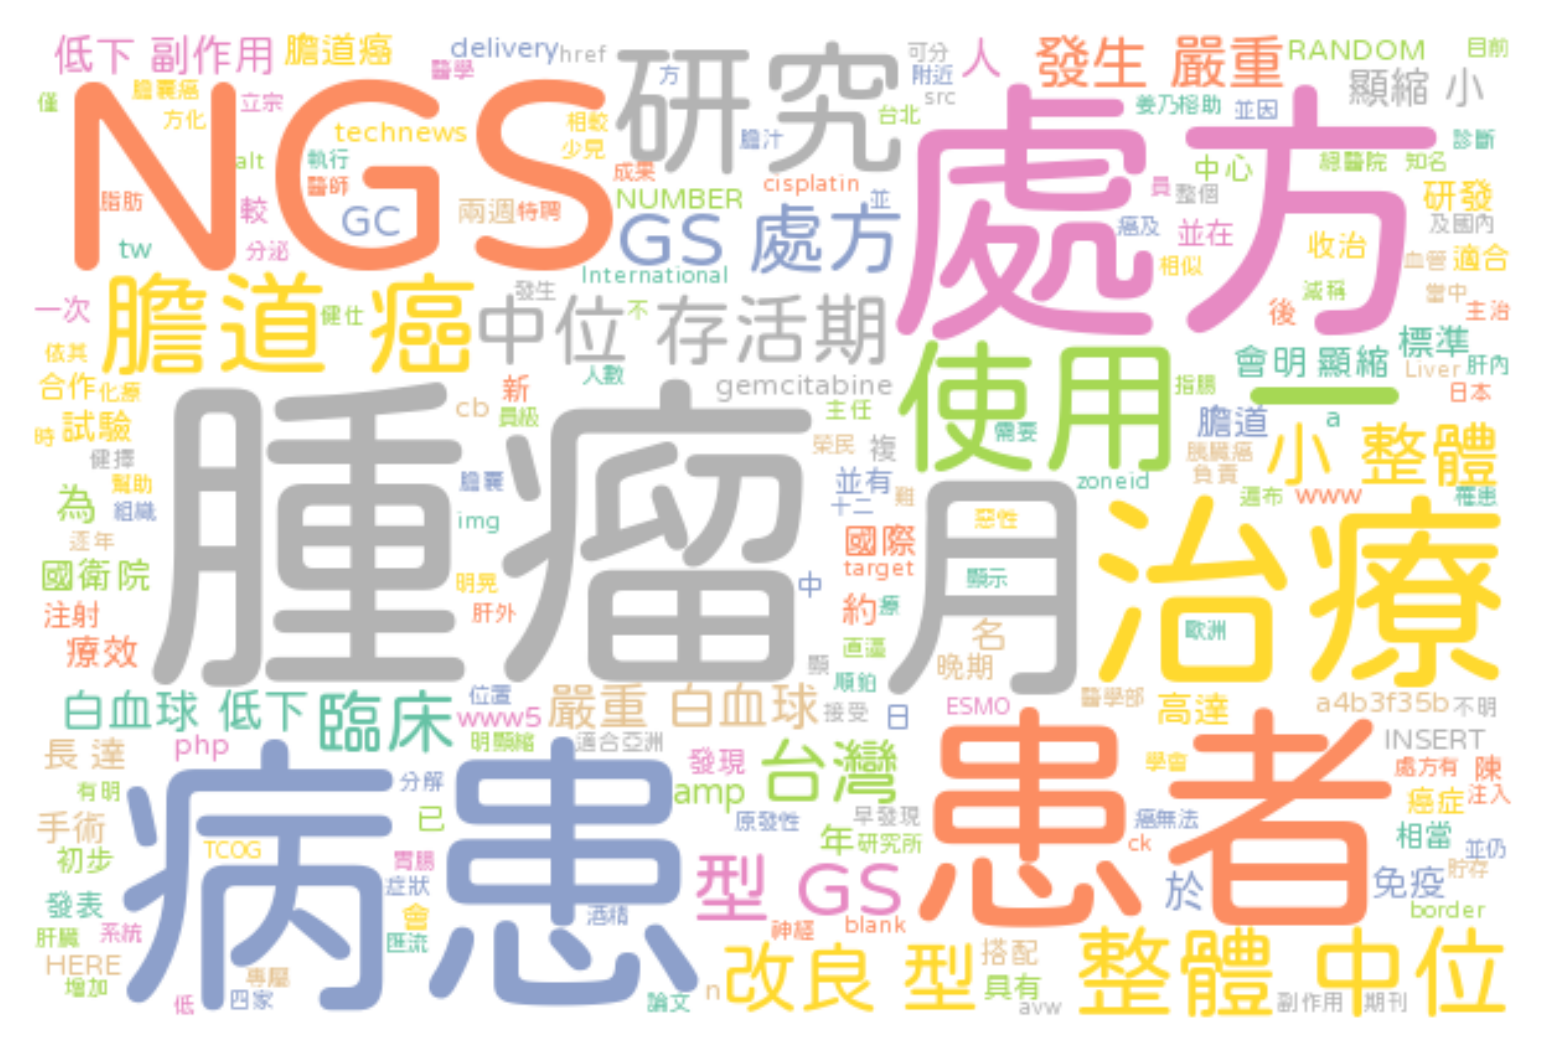 低下 副作用 膽道癌 delivery href 研究 可分 人 發生 嚴重 RANDOM 目前
醫學 方 附近 顯縮 小
僅 膽囊癌 立宗 NGS src 處方 並因
方化 technews 相較 台北 診斷
alt 執行 少見 膽汁 中心 總醫院 知名
脂肪 醫師 成果 cisplatin 員 整個 研發
較 GC 兩週 特聘 NUMBER 並 及國內
tw 分泌 GS 處方 癌及 並在 收治
International 相似 血管 適合
膽道 癌 發生 中位 不 存活期 減稱 當中
一次 健仕 後 主治
依其 使用 會明 顯縮 標準
人數 Liver 肝內
合作 化療 新 gemcitabine 指腸 一 日本
cb 員級 主任 膽道 a
時 試驗 腫瘤 榮民 複 需要 胰臟癌 小 整體
健擇 負責
為 幫助 膽囊 並有 zoneid 遍布 www 罹患
組織 十二 難 月
img 惡性 治療
逐年 國際
國衛院 明晃 中 target 顯示
注射 肝外 約 療 歐洲
療效 直逼 名
顯 晚期
順鉑
白血球 低下 臨床 位置 嚴重 白血球 接受 日 ESMO 醫學部 高達 a4b3f35b 不明
www5
長 達 php 明顯縮 適合亞洲 發現 台灣 患者 學會 INSERT
處方有 陳
有明 病患 分解 amp 癌症 注入
手術 已 原發性 早發現 癌無法 相當
初步 TCOG 胃腸 年 研究所 ck 並仍
症狀 型 GS 於 免疫 貯存
發表 會 酒精 border
肝臟 系統 匯流 神經 blank
HERE 專屬 改良 型 搭配 整體 中位
增加 低 四家 論文 n 具有 avw 副作用 期刊